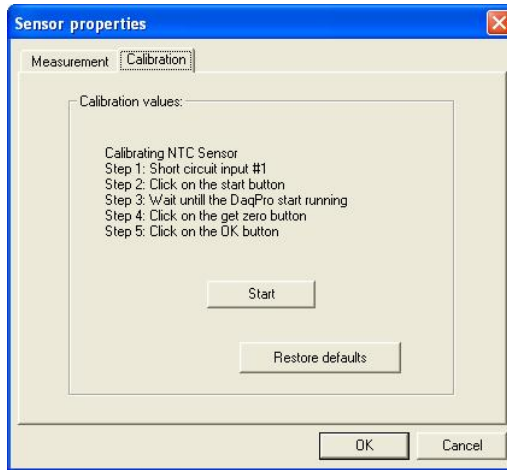 Sensor properties
Measurement Calibration
Calibration values:
Calibrating NTC Sensor
Step 1: Short circuit input #1
Step 2: Click on the start button
Step 3: Wait untill the DaqPro start running
Step 4: Click on the get zero button
Step 5: Click on the OK button
Start
Restore defaults
OK Cancel